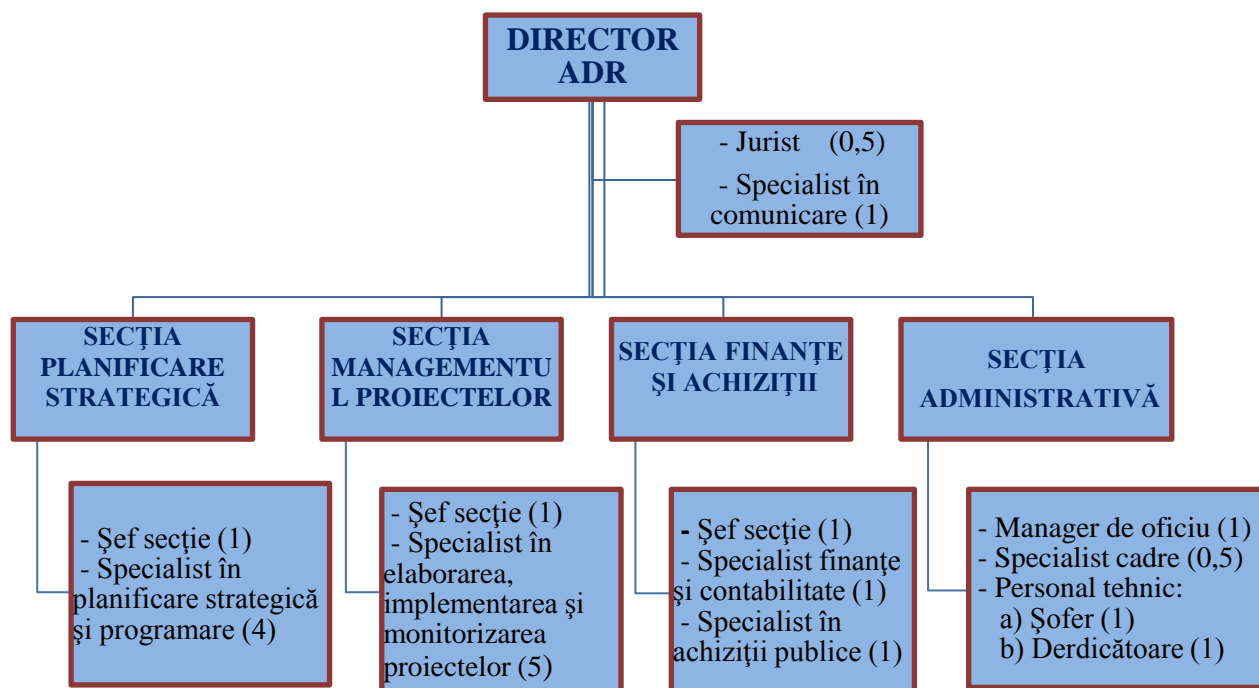 DIRECTOR
ADR
- Jurist (0,5)
- Specialist în
comunicare (1)
SECŢIA
PLANIFICARE
STRATEGICĂ
SECŢIA
MANAGEMENTU
L PROIECTELOR
SECŢIA FINANŢE
ŞI ACHIZIŢII
SECŢIA
ADMINISTRATIVĂ
- Şef secţie (1)
- Specialist în
planificare strategică
şi programare (4)
- Şef secţie (1)
- Specialist în
elaborarea,
implementarea şi
monitorizarea
proiectelor (5)
- Şef secţie (1)
- Specialist finanţe
şi contabilitate (1)
- Specialist în
achiziţii publice (1)
- Manager de oficiu (1)
- Specialist cadre (0,5)
- Personal tehnic:
a) Şofer (1)
b) Derdicătoare (1)